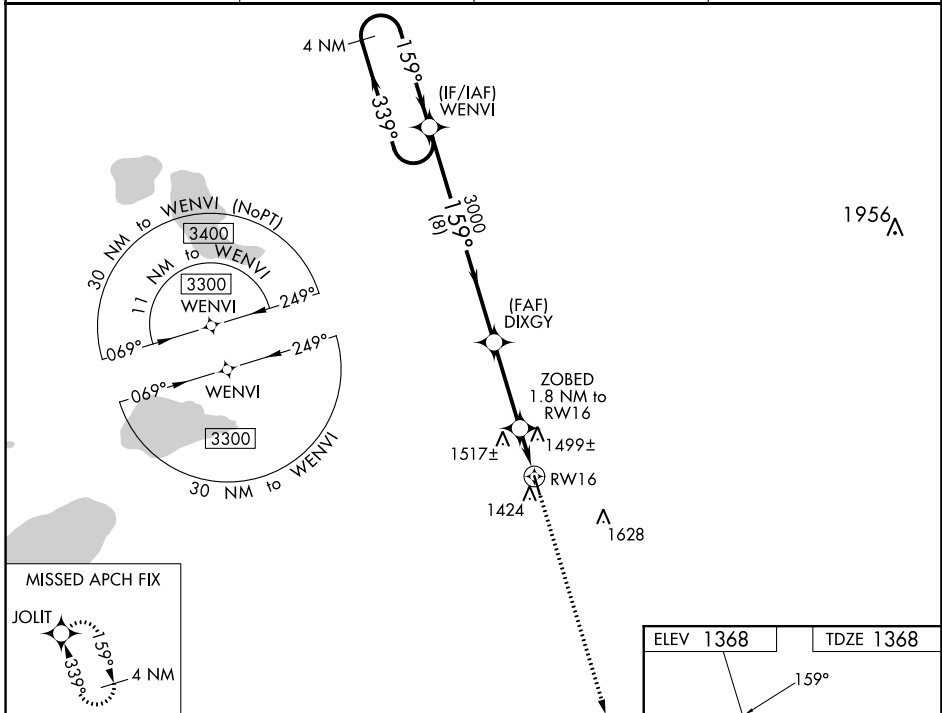 4 NM
159°
339°
(IF/IAF)
WENVI
3000
159°
(8)
1956
30 NM to WENVI (NoPT)
3400
11 NM to WENVI
3300
WENVI
249°
069°
249°
069°
WENVI
3300
30 NM to WENVI
(FAF)
DIXGY
ZOBED
1.8 NM to
RW16
1517±
1499±
RW16
1424
1628
MISSED APCH FIX
JOLIT
159°
339°
4 NM
ELEV 1368
TDZE 1368
159°